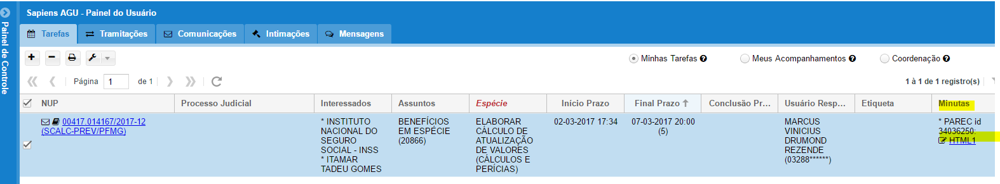 Painel de Controle
Sapiens AGU - Painel do Usuário
Tarefas
Tramitações
Comunicações
Intimações
Mensagens
Minhas Tarefas
Meus Acompanhamentos
Coordenação
Página 1 de 1
1 à 1 de 1 registro(s)
NUP
Processo Judicial
Interessados
Assuntos
Espécie
Início Prazo
Final Prazo
Conclusão Pr...
Usuário Resp...
Etiqueta
Minutas
00417.014167/2017-12
(SCALC-PREV/PFMG)
* INSTITUTO
NACIONAL DO
SEGURO
SOCIAL - INSS
* ITAMAR
TADEU GOMES
BENEFÍCIOS
EM ESPÉCIE
(20866)
ELABORAR
CÁLCULO DE
ATUALIZAÇÃO
DE VALORES
(CÁLCULOS E
PERÍCIAS)
02-03-2017 17:34
07-03-2017 20:00
(5)
MARCUS
VINICIUS
DRUMOND
REZENDE
(03288******)
* PAREC id
34036250:
HTML1